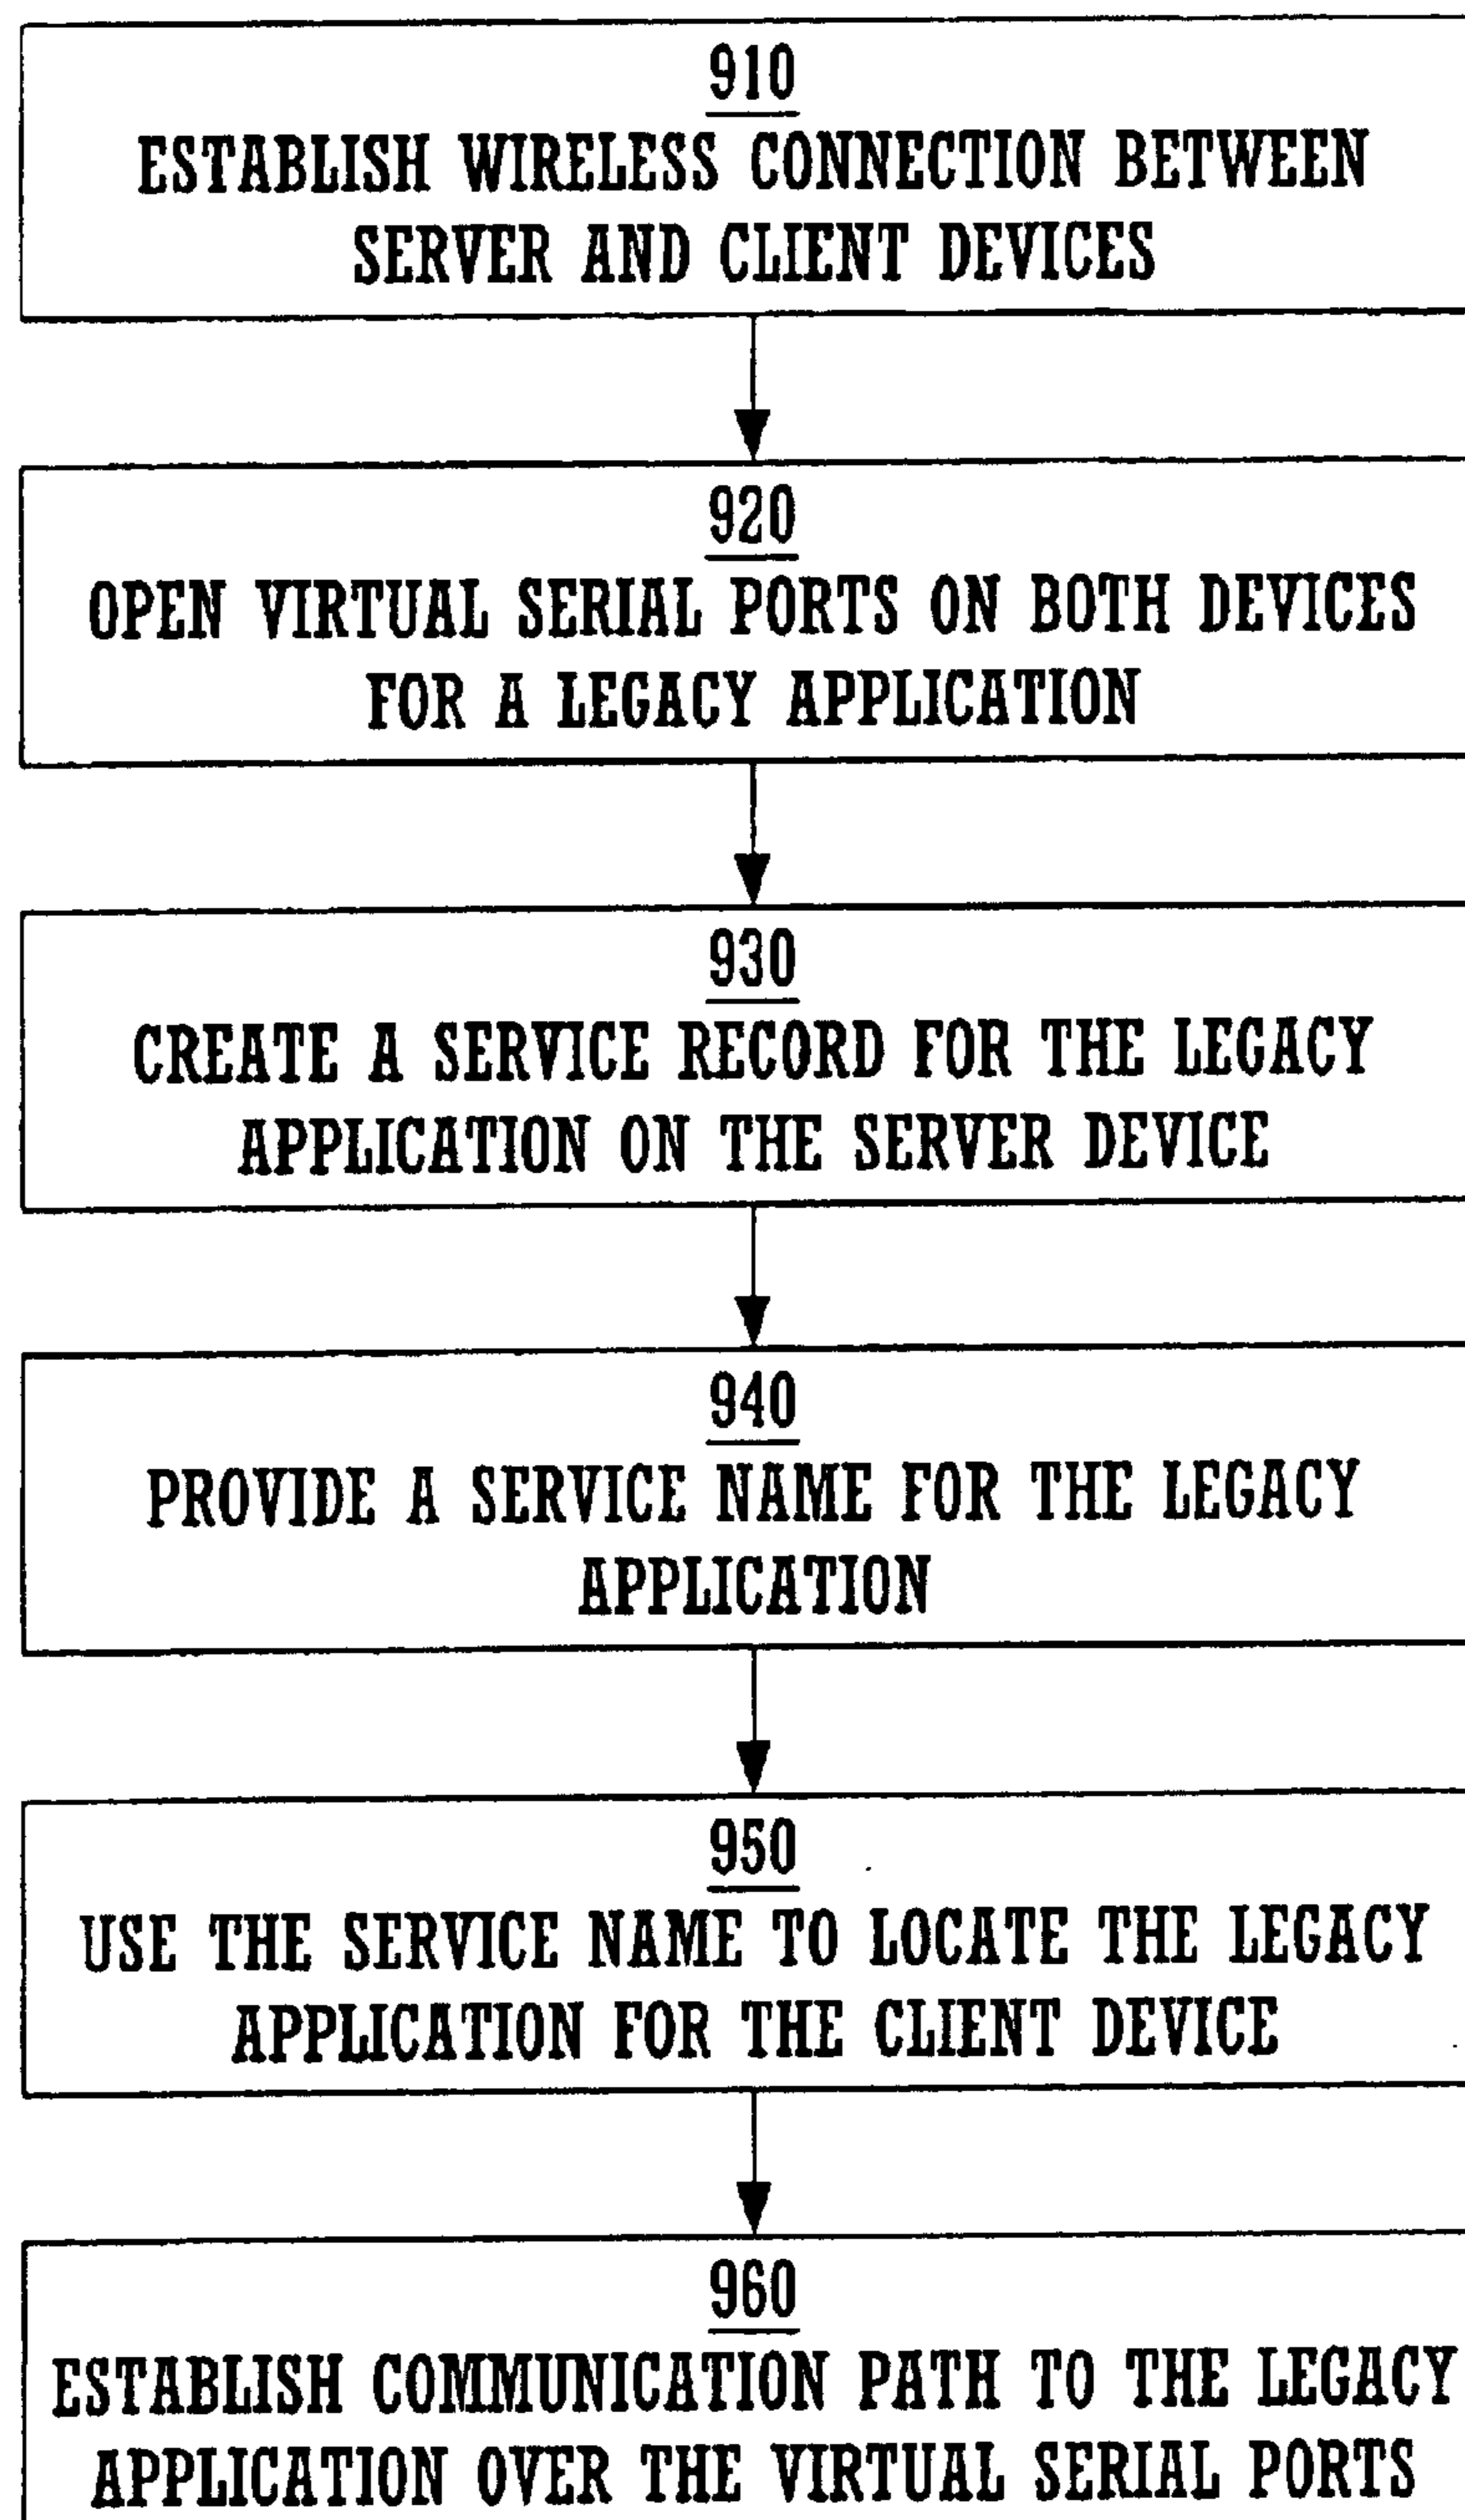 910
ESTABLISH WIRELESS CONNECTION BETWEEN
SERVER AND CLIENT DEVICES
920
OPEN VIRTUAL SERIAL PORTS ON BOTH DEVICES
FOR A LEGACY APPLICATION
930
CREATE A SERVICE RECORD FOR THE LEGACY
APPLICATION ON THE SERVER DEVICE
940
PROVIDE A SERVICE NAME FOR THE LEGACY
APPLICATION
950
USE THE SERVICE NAME TO LOCATE THE LEGACY
APPLICATION FOR THE CLIENT DEVICE
960
ESTABLISH COMMUNICATION PATH TO THE LEGACY
APPLICATION OVER THE VIRTUAL SERIAL PORTS